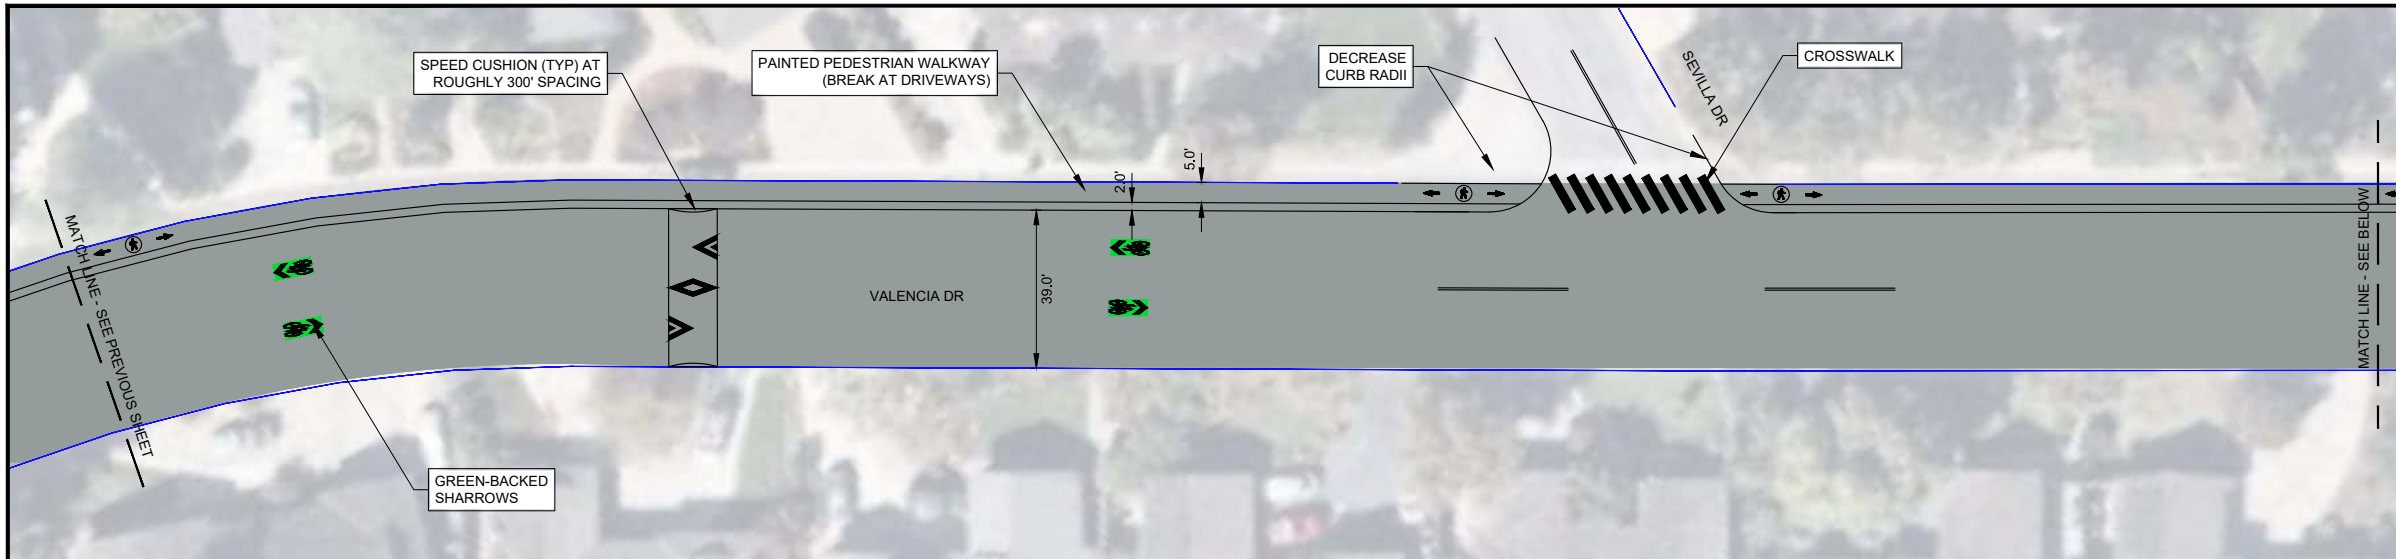 SPEED CUSHION (TYP) AT
ROUGHLY 300' SPACING
PAINTED PEDESTRIAN WALKWAY
(BREAK AT DRIVEWAYS)
DECREASE
CURB RADII
CROSSWALK
SEVILLA DR
5.0'
2.0'
39.0'
VALENCIA DR
MATCH LINE - SEE PREVIOUS SHEET
MATCH LINE - SEE BELOW
GREEN-BACKED
SHARROWS